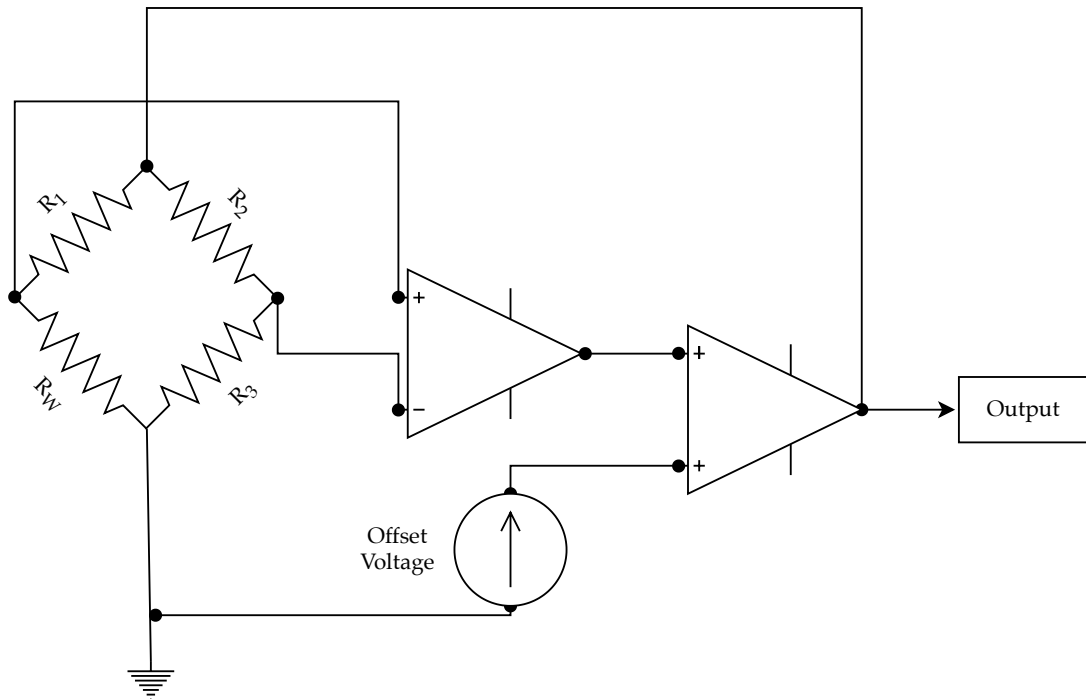 R1
R2
RW
R3
+
−
+
+
Offset
Voltage
Output